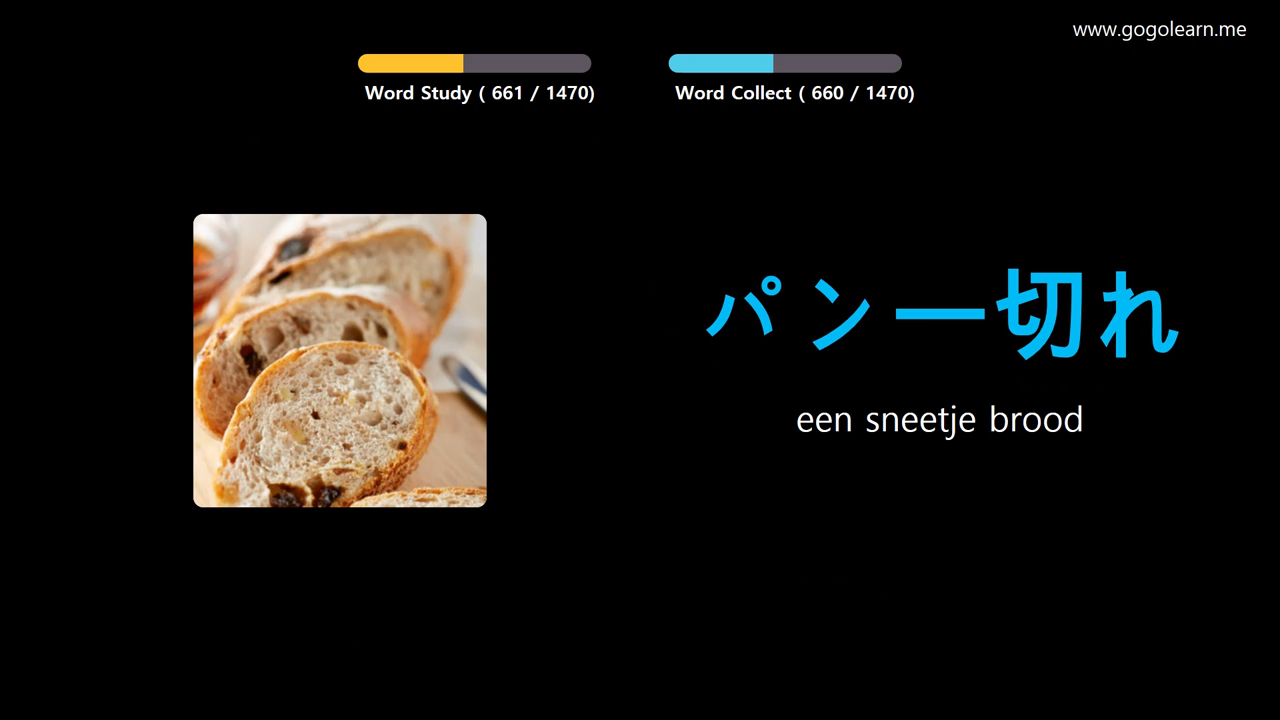 www.gogolearn.me
Word Study ( 661 / 1470)
Word Collect ( 660 / 1470)
パン一切れ
een sneetje brood